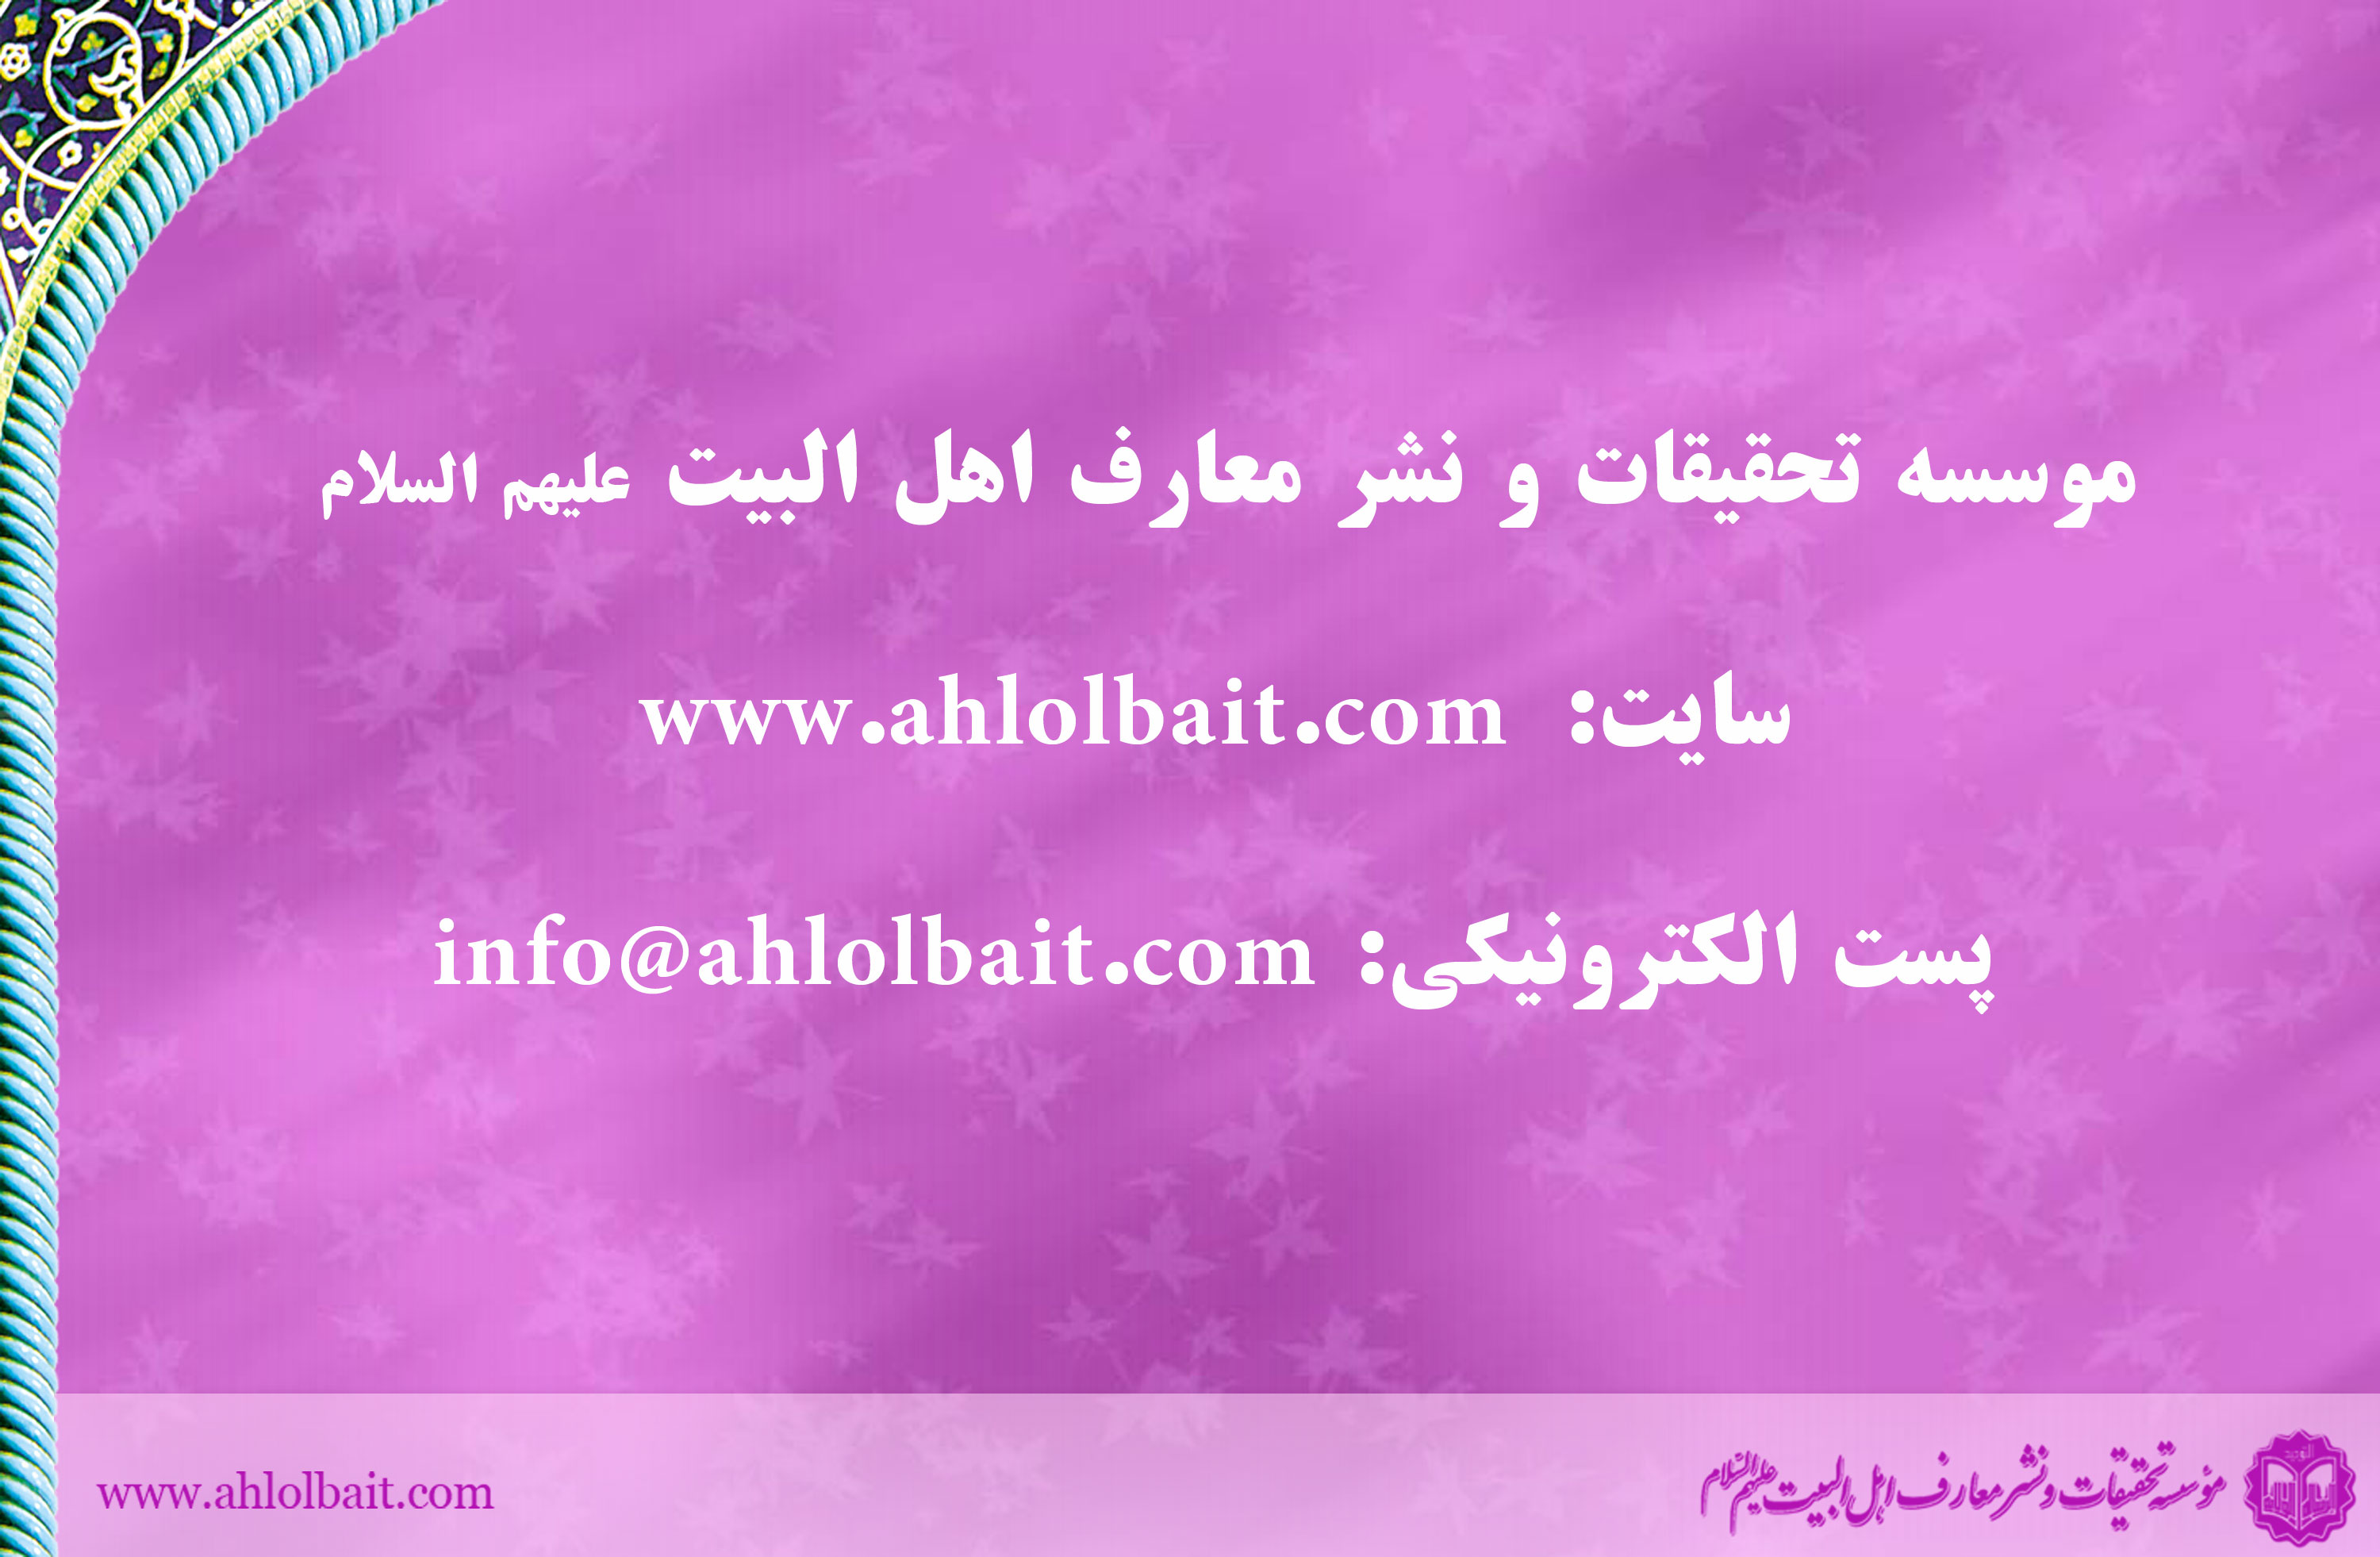 موسسه تحقیقات و نشر معارف اهل البیت علیهم السلام
سایت: www.ahlolbait.com
پست الکترونیکی: info@ahlolbait.com
www.ahlolbait.com
مؤسسه تحقیقات و نشر معارف اهل البیت علیهم السلام